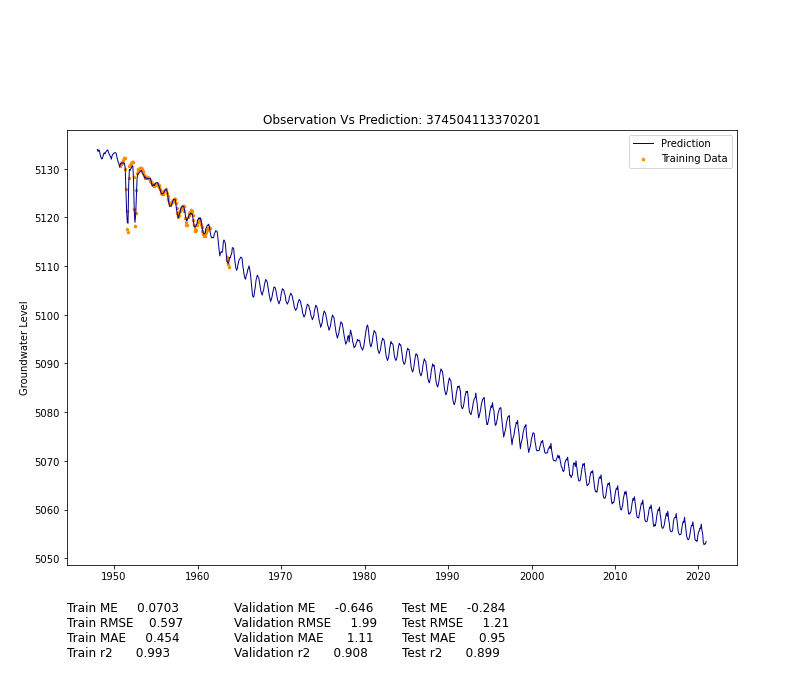 Observation Vs Prediction: 374504113370201
Prediction
Training Data
Groundwater Level
5130
5120
5110
5100
5090
5080
5070
5060
5050
1950 1960 1970 1980 1990 2000 2010 2020
Train ME 0.0703 Validation ME -0.646 Test ME -0.284
Train RMSE 0.597 Validation RMSE 1.99 Test RMSE 1.21
Train MAE 0.454 Validation MAE 1.11 Test MAE 0.95
Train r2 0.993 Validation r2 0.908 Test r2 0.899